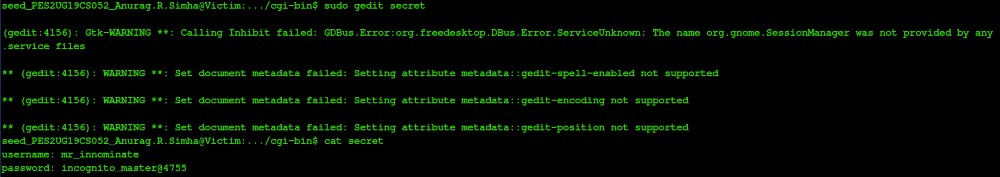 seed_PES2UG19CS052_Anurag.R.Simha@Victim:.../cgi-bin$ sudo gedit secret
(gedit:4156): Gtk-WARNING **: Calling Inhibit failed: GDBus.Error:org.freedesktop.DBus.Error.ServiceUnknown: The name org.gnome.SessionManager was not provided by any
.service files
** (gedit:4156): WARNING **: Set document metadata failed: Setting attribute metadata::gedit-spell-enabled not supported
** (gedit:4156): WARNING **: Set document metadata failed: Setting attribute metadata::gedit-encoding not supported
** (gedit:4156): WARNING **: Set document metadata failed: Setting attribute metadata::gedit-position not supported
seed_PES2UG19CS052_Anurag.R.Simha@Victim:.../cgi-bin$ cat secret
username: mr_innominate
password: incognito_master@4755